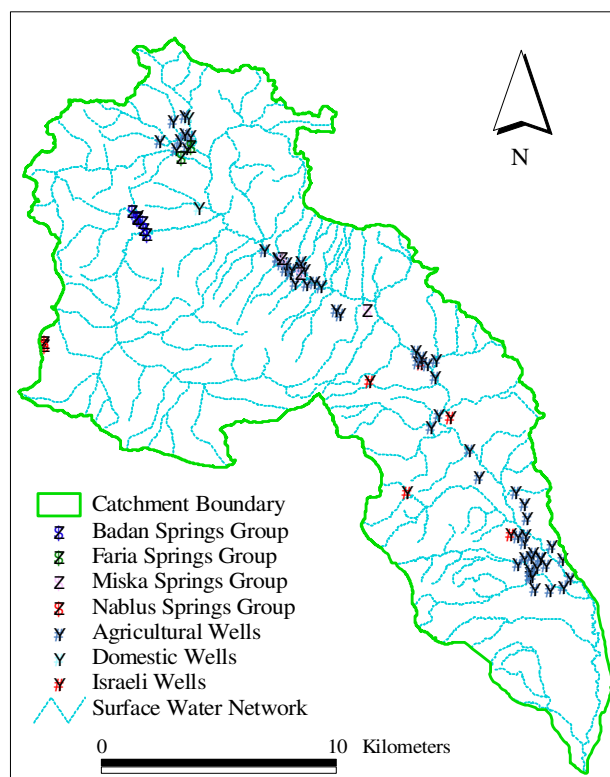 N
Catchment Boundary
Badan Springs Group
Faria Springs Group
Miska Springs Group
Nablus Springs Group
Agricultural Wells
Domestic Wells
Israeli Wells
Surface Water Network
0 10 Kilometers